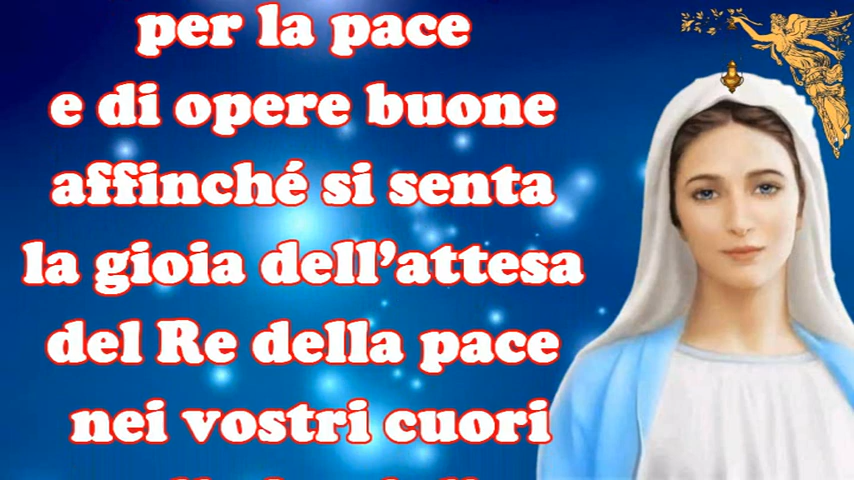 per la pace
e di opere buone
affinché si senta
la gioia dell’attesa
del Re della pace
nei vostri cuori